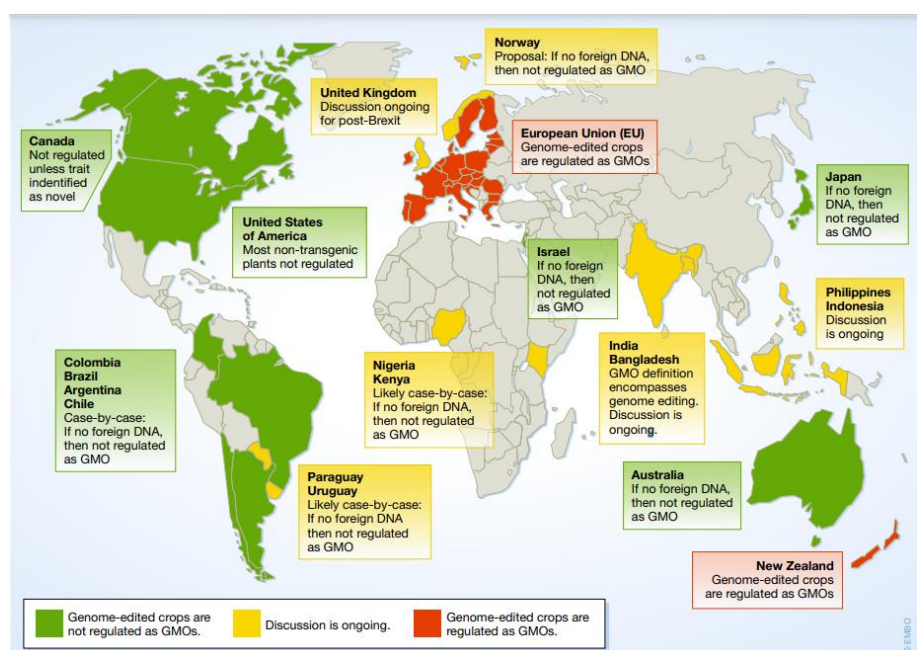 Norway
Proposal: If no foreign DNA,
then not regulated as GMO
United Kingdom
Discussion ongoing
for post-Brexit
European Union (EU)
Genome-edited crops
are regulated as GMOs
Canada
Not regulated
unless trait
indentified
as novel
United States
of America
Most non-transgenic
plants not regulated
Israel
If no foreign
DNA, then
not regulated
as GMO
Japan
If no foreign
DNA, then
not regulated
as GMO
Philippines
Indonesia
Discussion
is ongoing
Colombia
Brazil
Argentina
Chile
Case-by-case:
If no foreign DNA,
then not regulated
as GMO
Nigeria
Kenya
Likely case-by-case:
If no foreign DNA,
then not regulated
as GMO
India
Bangladesh
GMO definition
encompasses
genome editing.
Discussion is
ongoing.
Paraguay
Uruguay
Likely case-by-case:
If no foreign DNA
then not regulated
as GMO
Australia
If no foreign DNA,
then not regulated
as GMO
New Zealand
Genome-edited crops
are regulated as GMOs
Genome-edited crops are
not regulated as GMOs.
Discussion is ongoing.
Genome-edited crops are
regulated as GMOs.
© EMBO